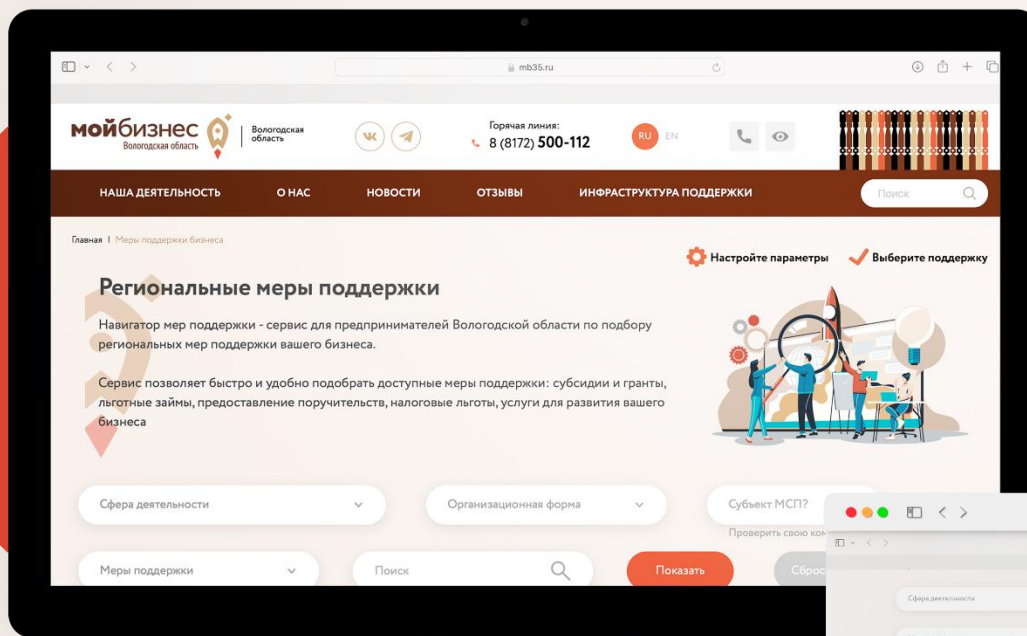 mb35.ru
мойбизнес
Вологодская область
Вологодская
область
Горячая линия:
8 (8172) 500-112
RU EN
НАША ДЕЯТЕЛЬНОСТЬ О НАС НОВОСТИ ОТЗЫВЫ ИНФРАСТРУКТУРА ПОДДЕРЖКИ Поиск
Главная | Меры поддержки бизнеса
Настройте параметры Выберите поддержку
Региональные меры поддержки
Навигатор мер поддержки - сервис для предпринимателей Вологодской области по подбору
региональных мер поддержки вашего бизнеса.
Сервис позволяет быстро и удобно подобрать доступные меры поддержки: субсидии и гранты,
льготные займы, предоставление поручительств, налоговые льготы, услуги для развития вашего
бизнеса
Сфера деятельности Организационная форма Субъект МСП?
Проверить свою ком
Меры поддержки Поиск Показать Сброс
Сфера деятельности